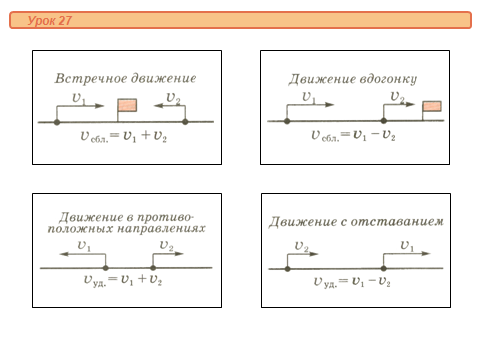 Урок 27
Встречное движение
υ₁ υ₂
υсбл.= υ₁ + υ₂
Движение вдогонку
υ₁ υ₂
υсбл.= υ₁ − υ₂
Движение в противо-
положных направлениях
υ₁ υ₂
υуд.= υ₁ + υ₂
Движение с отставанием
υ₂ υ₁
υуд.= υ₁ − υ₂